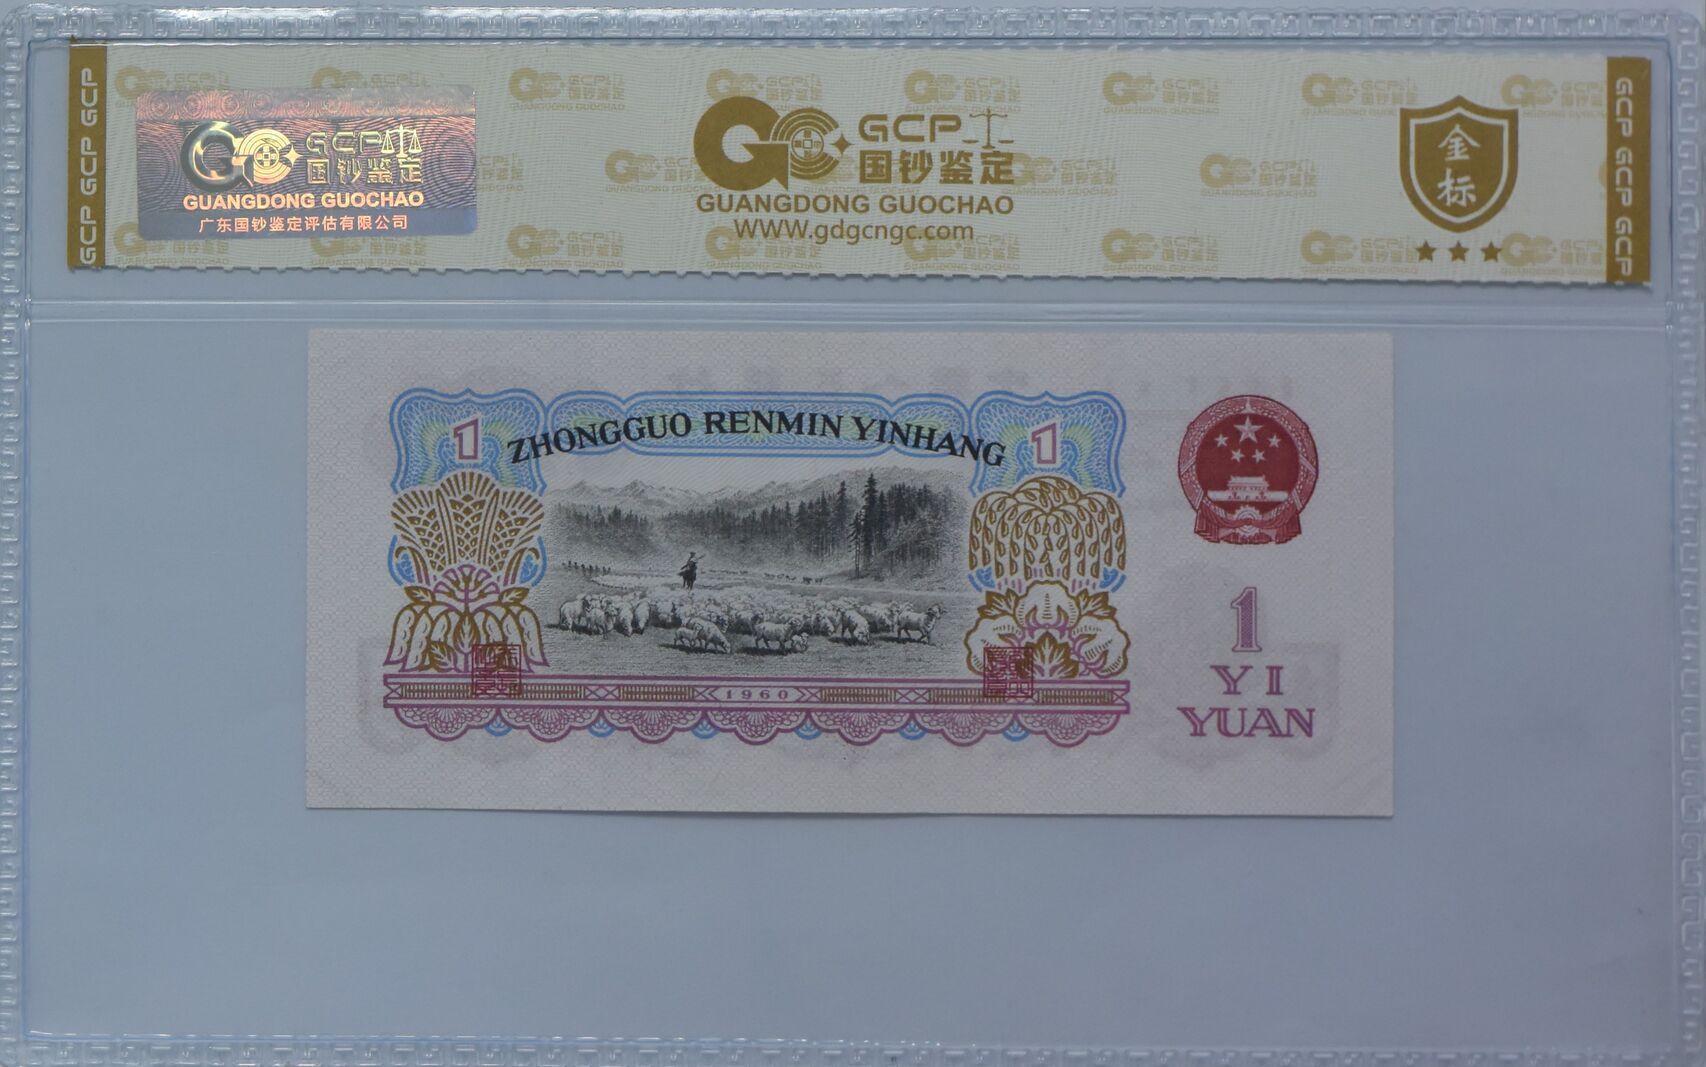 GCP GCP GCP
GCP 国钞鉴定
GUANGDONG GUOCHAO
广东国钞鉴定评估有限公司
GCP
国钞鉴定
GUANGDONG GUOCHAO
WWW.gdgcngc.com
金标
GCP GCP GCP
ZHONGGUO RENMIN YINHANG
1
1
1960
1
YI
YUAN